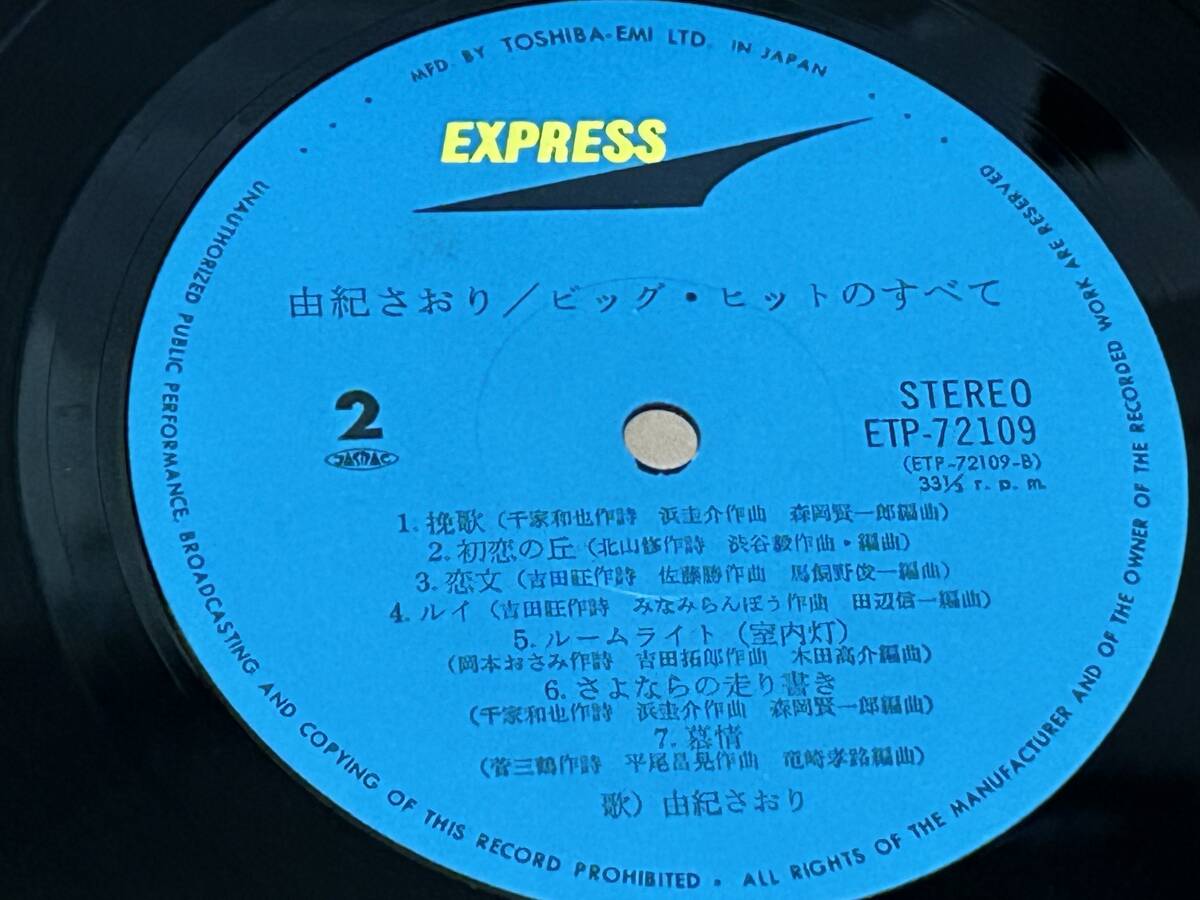 MFD. BY TOSHIBA-EMI LTD. IN JAPAN
EXPRESS
由紀さおり/ビッグ・ヒットのすべて
2
JASRAC
STEREO
ETP-72109
(ETP-72109-B)
33⅓ r.p.m.
1. 挽歌 (千家和也作詩 浜圭介作曲 森岡賢一郎編曲)
2. 初恋の丘 (北山修作詩 渋谷毅作曲・編曲)
3. 恋文 (吉田旺作詩 佐藤勝作曲 馬飼野俊一編曲)
4. ルイ (吉田旺作詩 みなみらんぼう作曲 田辺信一編曲)
5. ルームライト (室内灯)
(岡本おさみ作詩 吉田拓郎作曲 木田高介編曲)
6. さよならの走り書き
(千家和也作詩 浜圭介作曲 森岡賢一郎編曲)
7. 慕情
(菅三鶴作詩 平尾昌晃作曲 竜崎孝路編曲)
歌) 由紀さおり
UNAUTHORIZED PUBLIC PERFORMANCE, BROADCASTING AND COPYING OF THIS RECORD PROHIBITED • ALL RIGHTS OF THE MANUFACTURER AND OF THE OWNER OF THE RECORDED WORK ARE RESERVED